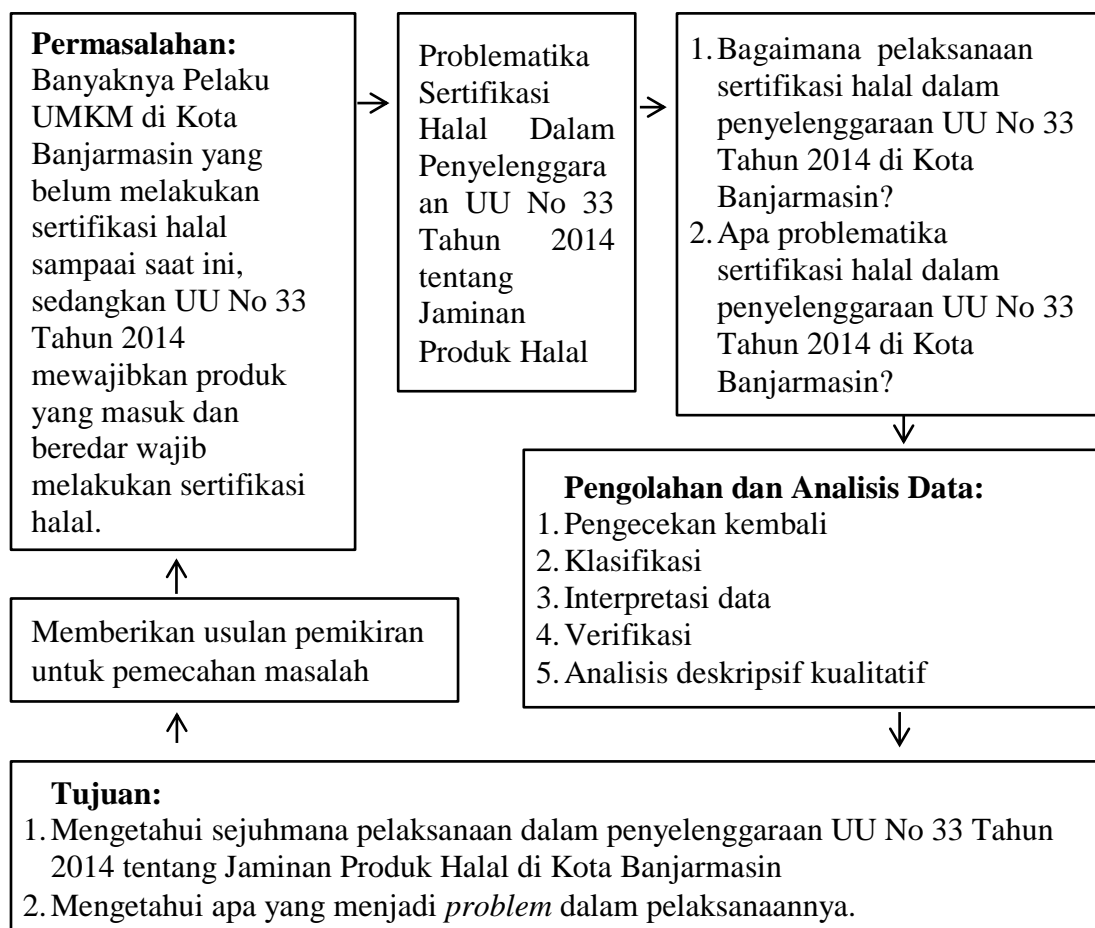 Permasalahan:
Banyaknya Pelaku
UMKM di Kota
Banjarmasin yang
belum melakukan
sertifikasi halal
sampaai saat ini,
sedangkan UU No 33
Tahun 2014
mewajibkan produk
yang masuk dan
beredar wajib
melakukan sertifikasi
halal.
Problematika
Sertifikasi
Halal Dalam
Penyelenggara
an UU No 33
Tahun 2014
tentang
Jaminan
Produk Halal
1. Bagaimana pelaksanaan
sertifikasi halal dalam
penyelenggaraan UU No 33
Tahun 2014 di Kota
Banjarmasin?
2. Apa problematika
sertifikasi halal dalam
penyelenggaraan UU No 33
Tahun 2014 di Kota
Banjarmasin?
Pengolahan dan Analisis Data:
1. Pengecekan kembali
2. Klasifikasi
3. Interpretasi data
4. Verifikasi
5. Analisis deskripsif kualitatif
Memberikan usulan pemikiran
untuk pemecahan masalah
Tujuan:
1. Mengetahui sejuhmana pelaksanaan dalam penyelenggaraan UU No 33 Tahun
2014 tentang Jaminan Produk Halal di Kota Banjarmasin
2. Mengetahui apa yang menjadi problem dalam pelaksanaannya.